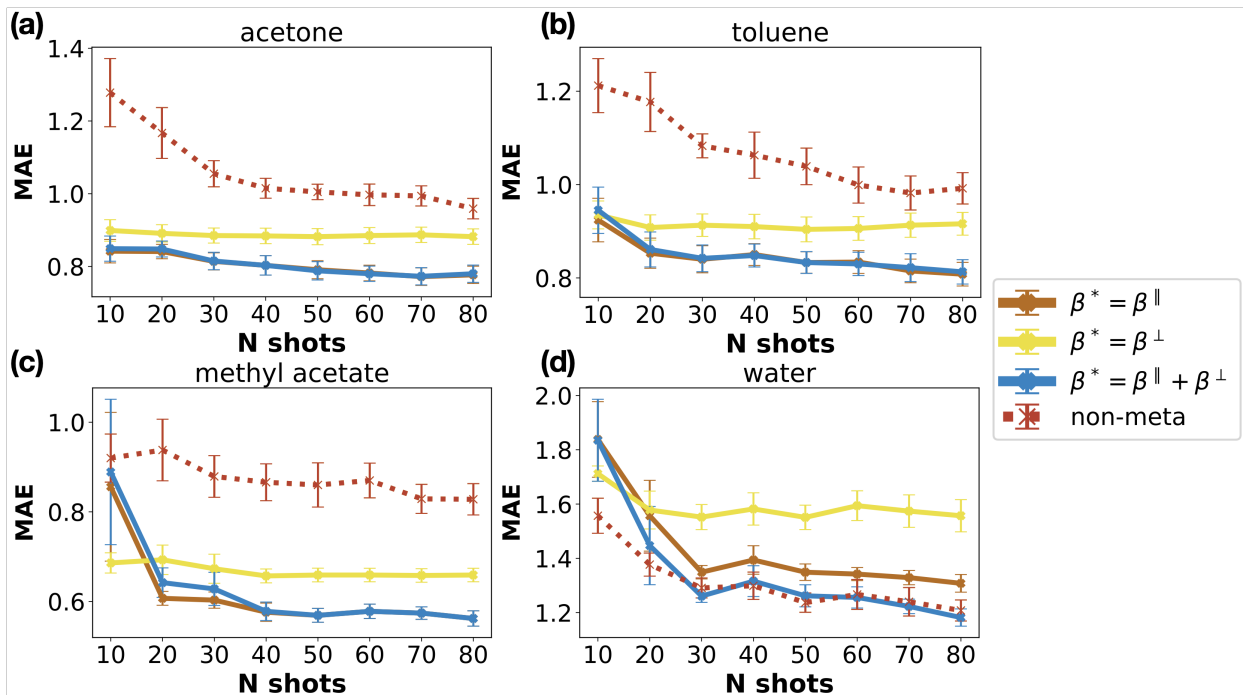 (a) acetone
1.4
1.2
1.0
0.8
MAE
10 20 30 40 50 60 70 80
N shots
(b) toluene
1.2
1.0
0.8
MAE
10 20 30 40 50 60 70 80
N shots
(c) methyl acetate
1.0
0.8
0.6
MAE
10 20 30 40 50 60 70 80
N shots
(d) water
2.0
1.8
1.6
1.4
1.2
MAE
10 20 30 40 50 60 70 80
N shots
β* = β∥
β* = β⊥
β* = β∥ + β⊥
non-meta